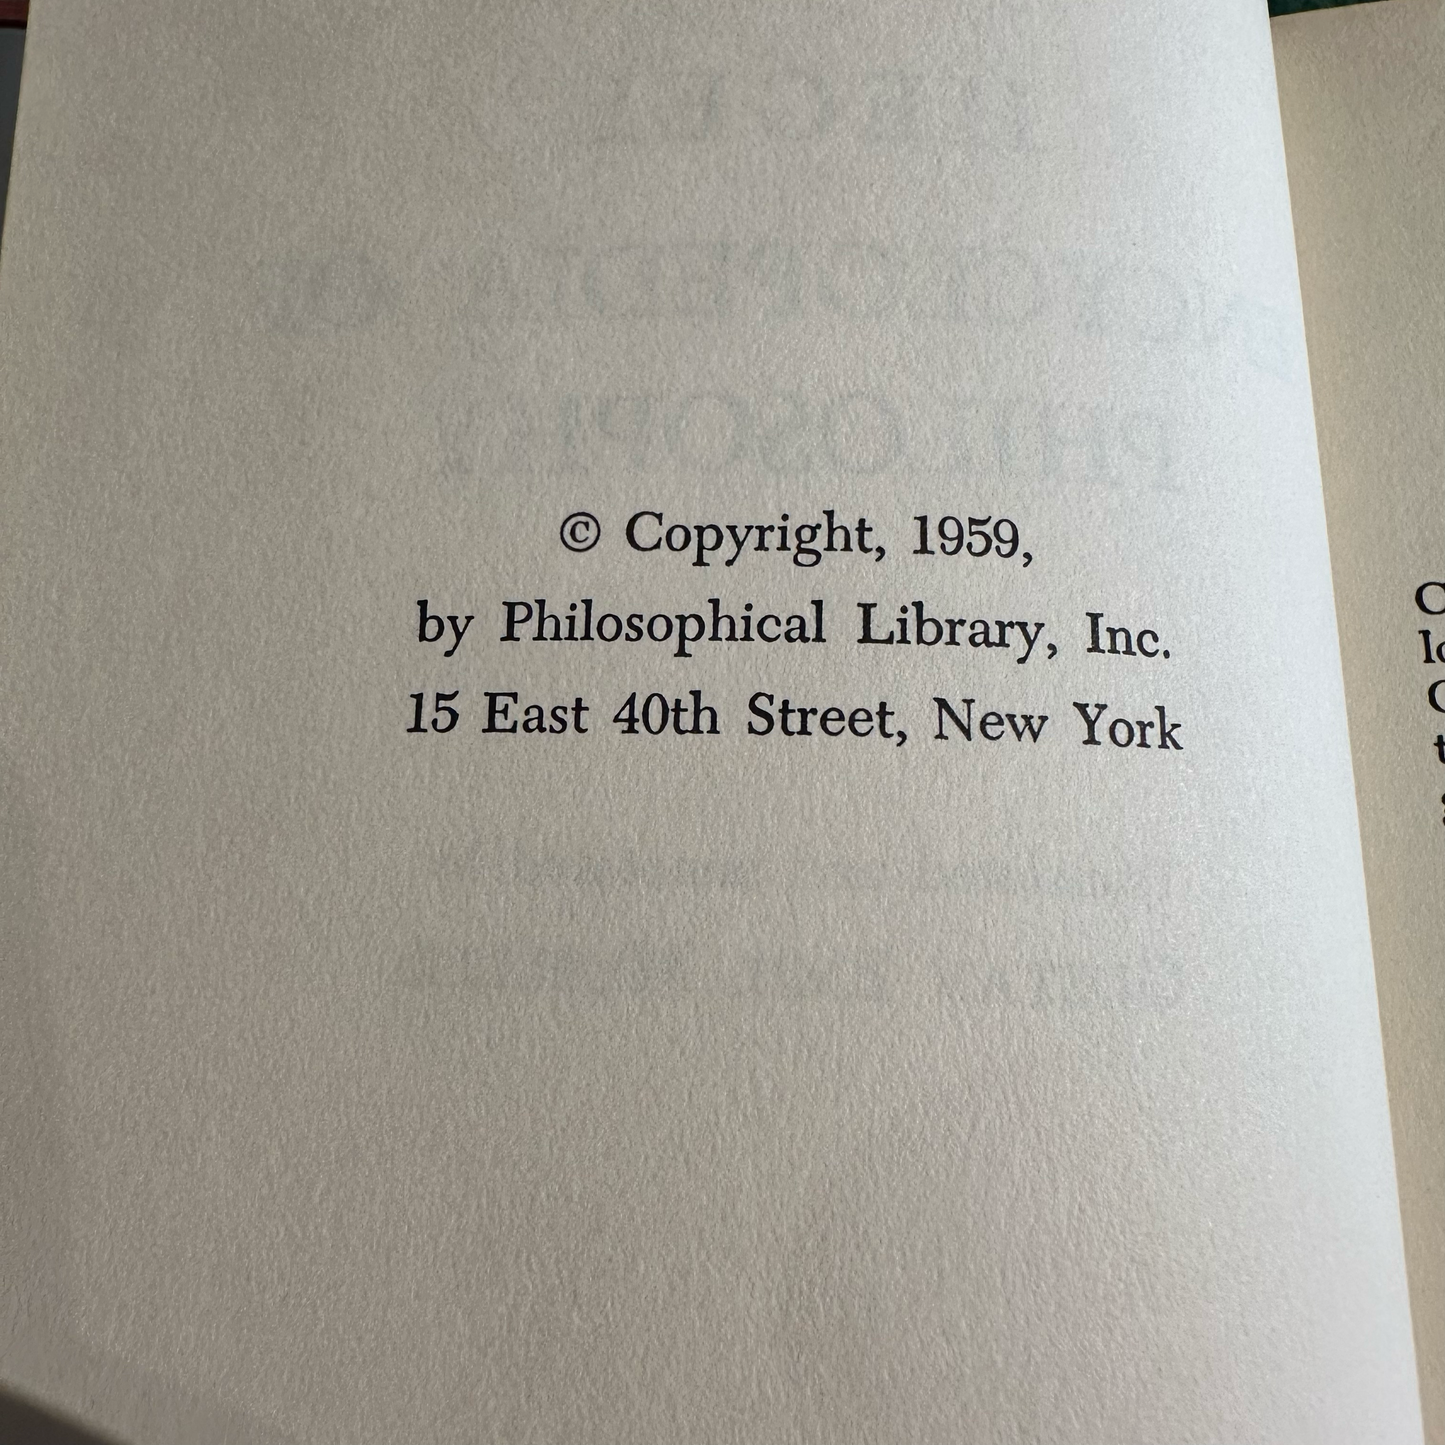 © Copyright, 1959,
by Philosophical Library, Inc.
15 East 40th Street, New York